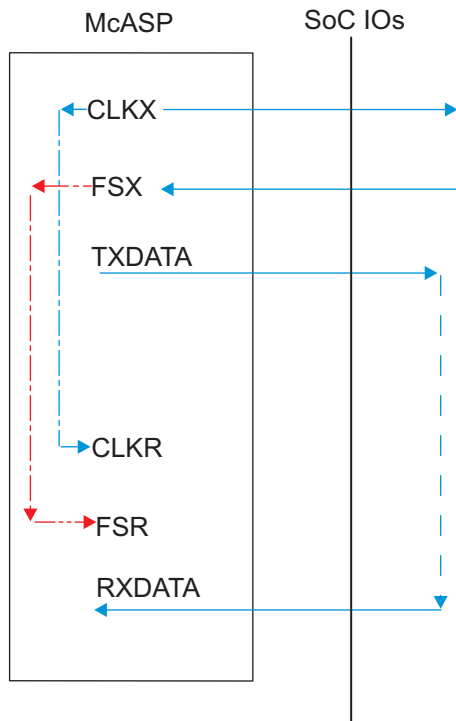 McASP
SoC IOs
CLKX
FSX
TXDATA
CLKR
FSR
RXDATA